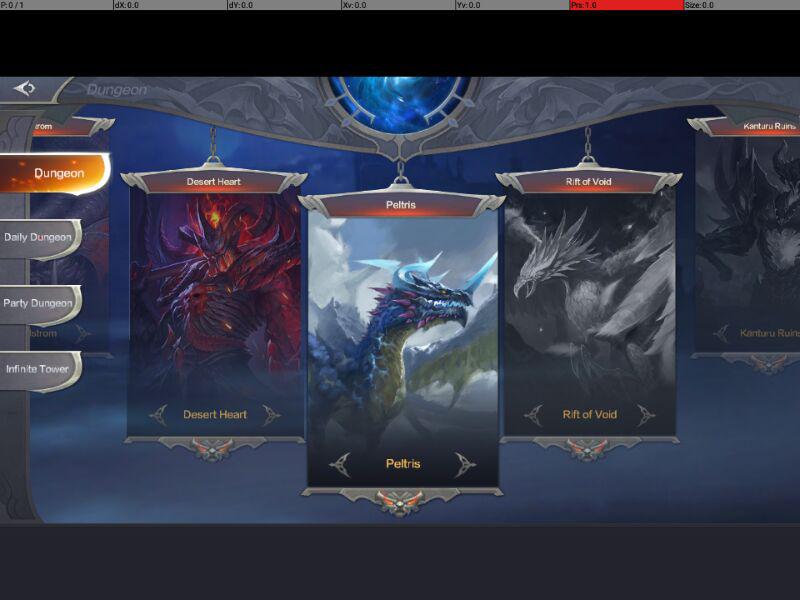 P: 0 / 1
dX: 0.0
dY: 0.0
Xv: 0.0
Yv: 0.0
Prs: 1.0
Size: 0.0
Dungeon
strom
Kanturu Ruins
Dungeon
Desert Heart
Rift of Void
Peltris
Daily Dungeon
Party Dungeon
lstrom
Kanturu Ruins
Infinite Tower
Desert Heart
Rift of Void
Peltris